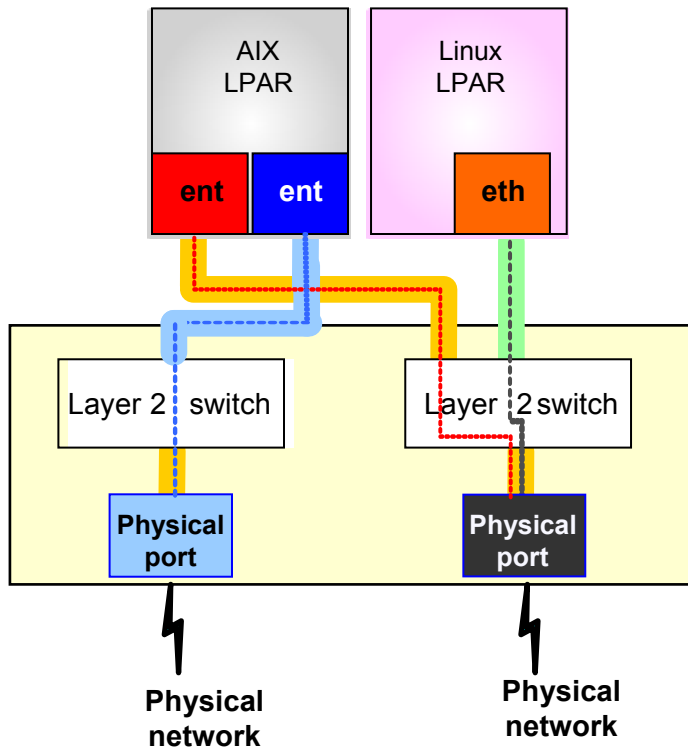 AIX
LPAR
Linux
LPAR
ent
ent
eth
Layer 2 switch
Layer 2 switch
Physical
port
Physical
port
Physical
network
Physical
network